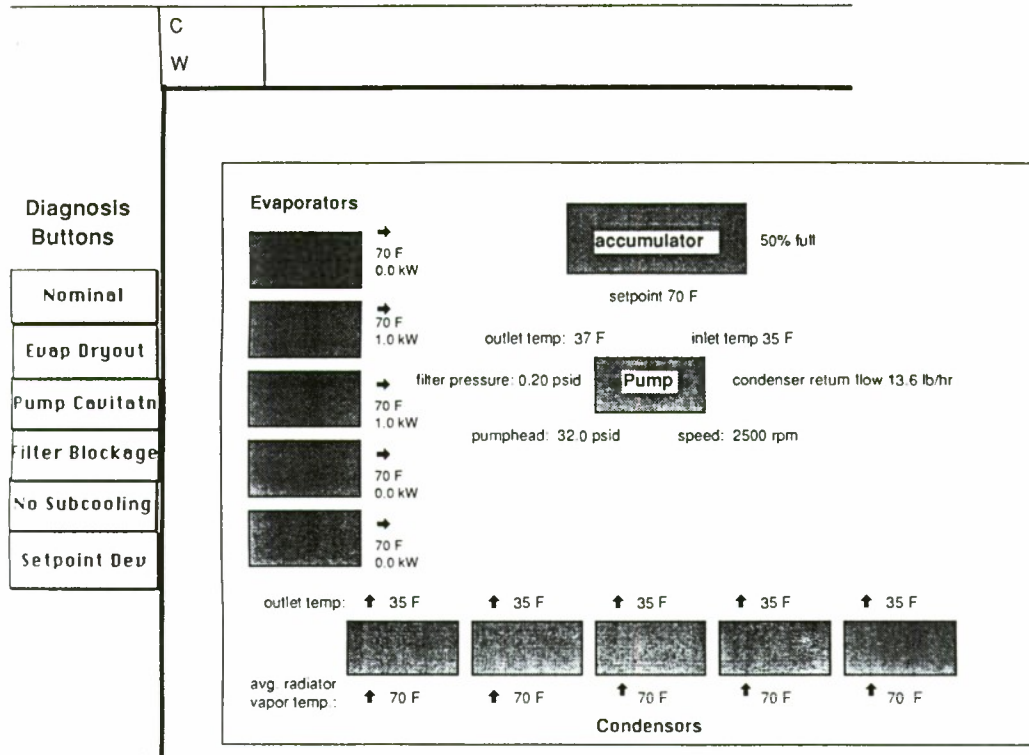 C
W
Diagnosis
Buttons
Nominal
Evap Dryout
Pump Cavitatn
Filter Blockage
No Subcooling
Setpoint Dev
Evaporators
70 F
0.0 kW
70 F
1.0 kW
70 F
1.0 kW
70 F
0.0 kW
70 F
0.0 kW
accumulator 50% full
setpoint 70 F
outlet temp: 37 F inlet temp 35 F
filter pressure: 0.20 psid Pump condenser return flow 13.6 lb/hr
pumphead: 32.0 psid speed: 2500 rpm
outlet temp: 35 F 35 F 35 F 35 F 35 F
avg. radiator
vapor temp.: 70 F 70 F 70 F 70 F 70 F
Condensors